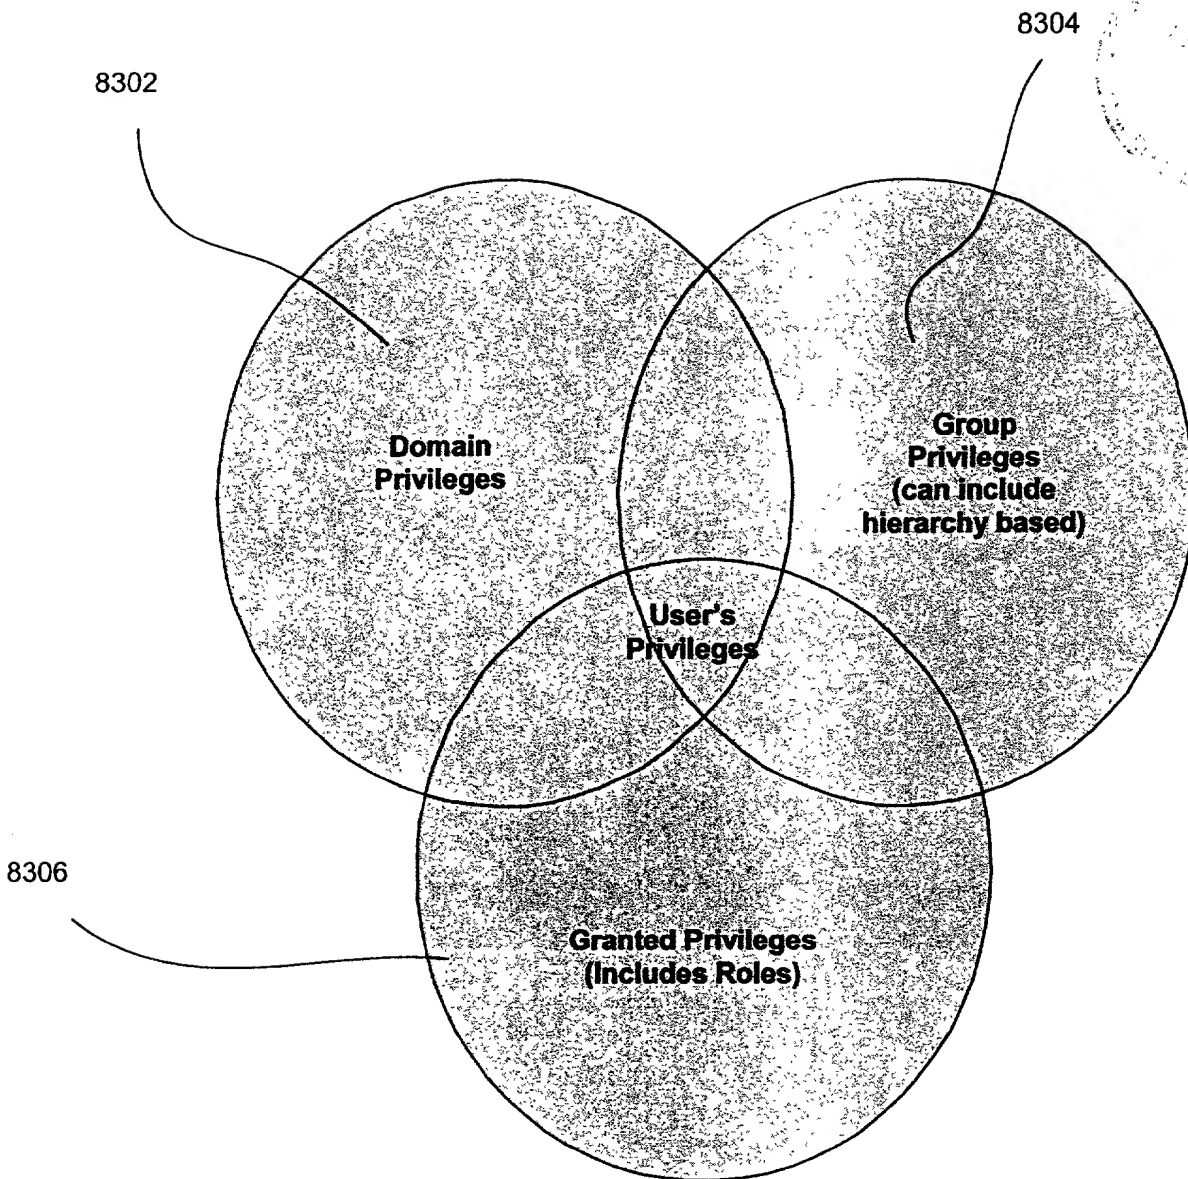 8304
8302
Domain
Privileges
Group
Privileges
(can include
hierarchy based)
User's
Privileges
8306
Granted Privileges
(Includes Roles)